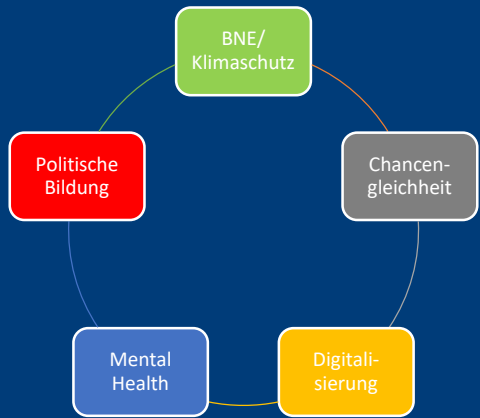 BNE/
Klimaschutz
Chancen-
gleichheit
Digitali-
sierung
Mental
Health
Politische
Bildung